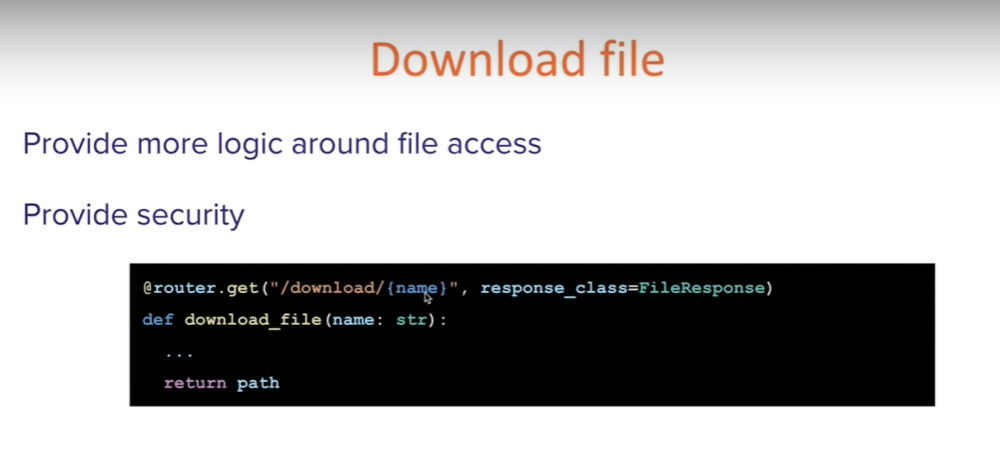 Download file
Provide more logic around file access
Provide security
@router.get("/download/{name}", response_class=FileResponse)
def download_file(name: str):
...
return path